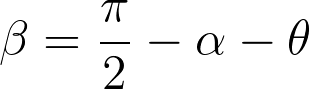 β = π/2 − α − θ